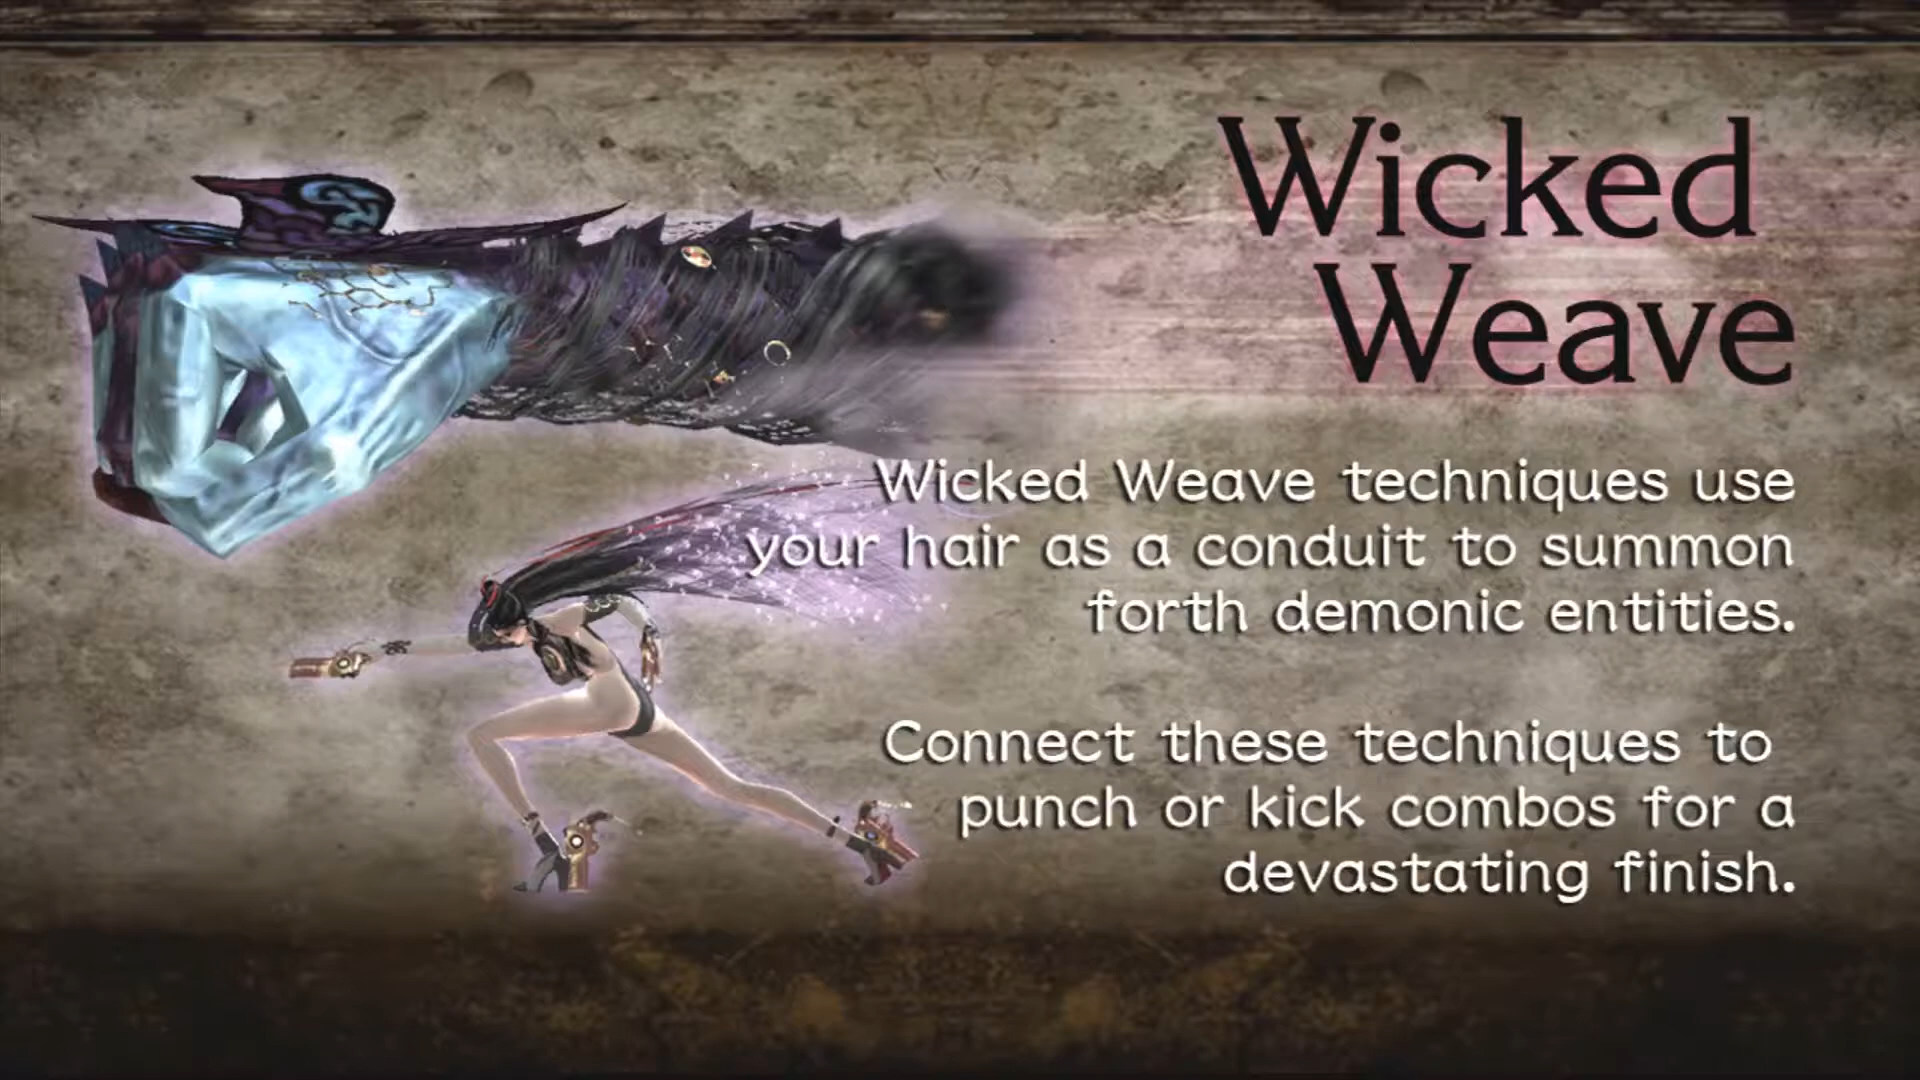 Wicked
Weave
Wicked Weave techniques use
your hair as a conduit to summon
forth demonic entities.
Connect these techniques to
punch or kick combos for a
devastating finish.